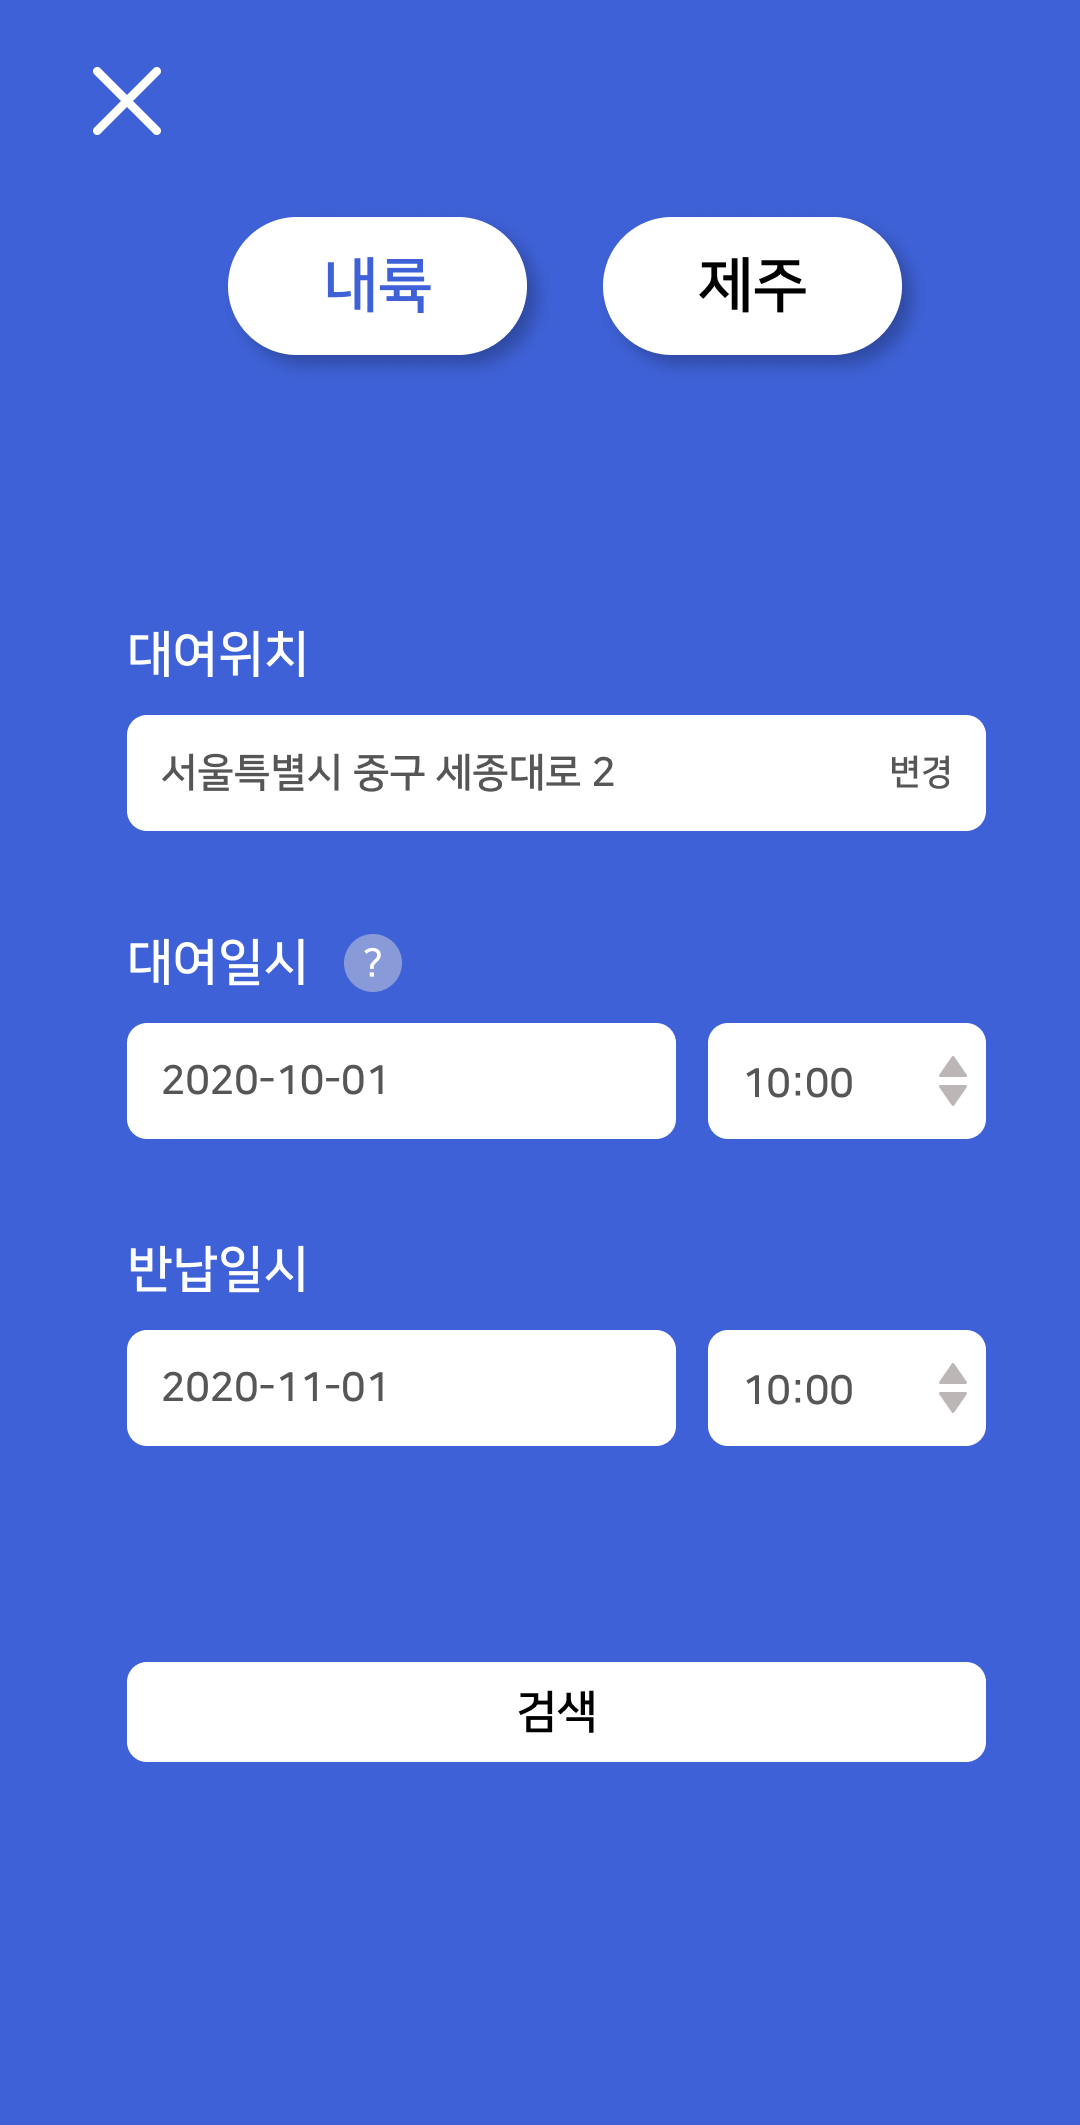 내륙 제주
대여위치
서울특별시 중구 세종대로 2 변경
대여일시 ?
2020-10-01 10:00
반납일시
2020-11-01 10:00
검색